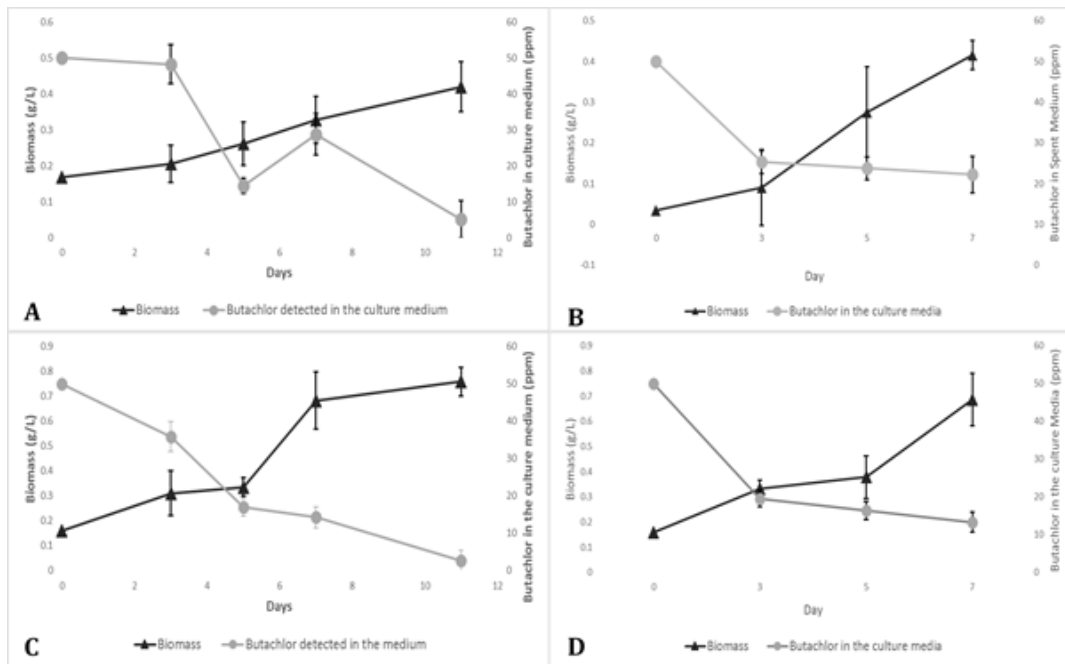 0.6
0.5
0.4
0.3
0.2
0.1
0
Biomass (g/L)
60
50
40
30
20
10
0
Butachlor in culture medium (ppm)
0 2 4 6 8 10 12
Days
Biomass Butachlor detected in the culture medium
A
0.5
0.4
0.3
0.2
0.1
0
-0.1
Biomass (g/L)
60
50
40
30
20
10
0
Butachlor in Spent Medium (ppm)
0 3 5 7
Day
Biomass Butachlor in the culture media
B
0.9
0.8
0.7
0.6
0.5
0.4
0.3
0.2
0.1
0
Biomass (g/L)
60
50
40
30
20
10
0
Butachlor in the culture medium (ppm)
0 2 4 6 8 10 12
Days
Biomass Butachlor detected in the medium
C
0.9
0.8
0.7
0.6
0.5
0.4
0.3
0.2
0.1
0
Biomass (g/L)
60
50
40
30
20
10
0
Butachlor in the culture Media (ppm)
0 3 5 7
Day
Biomass Butachlor in the culture media
D